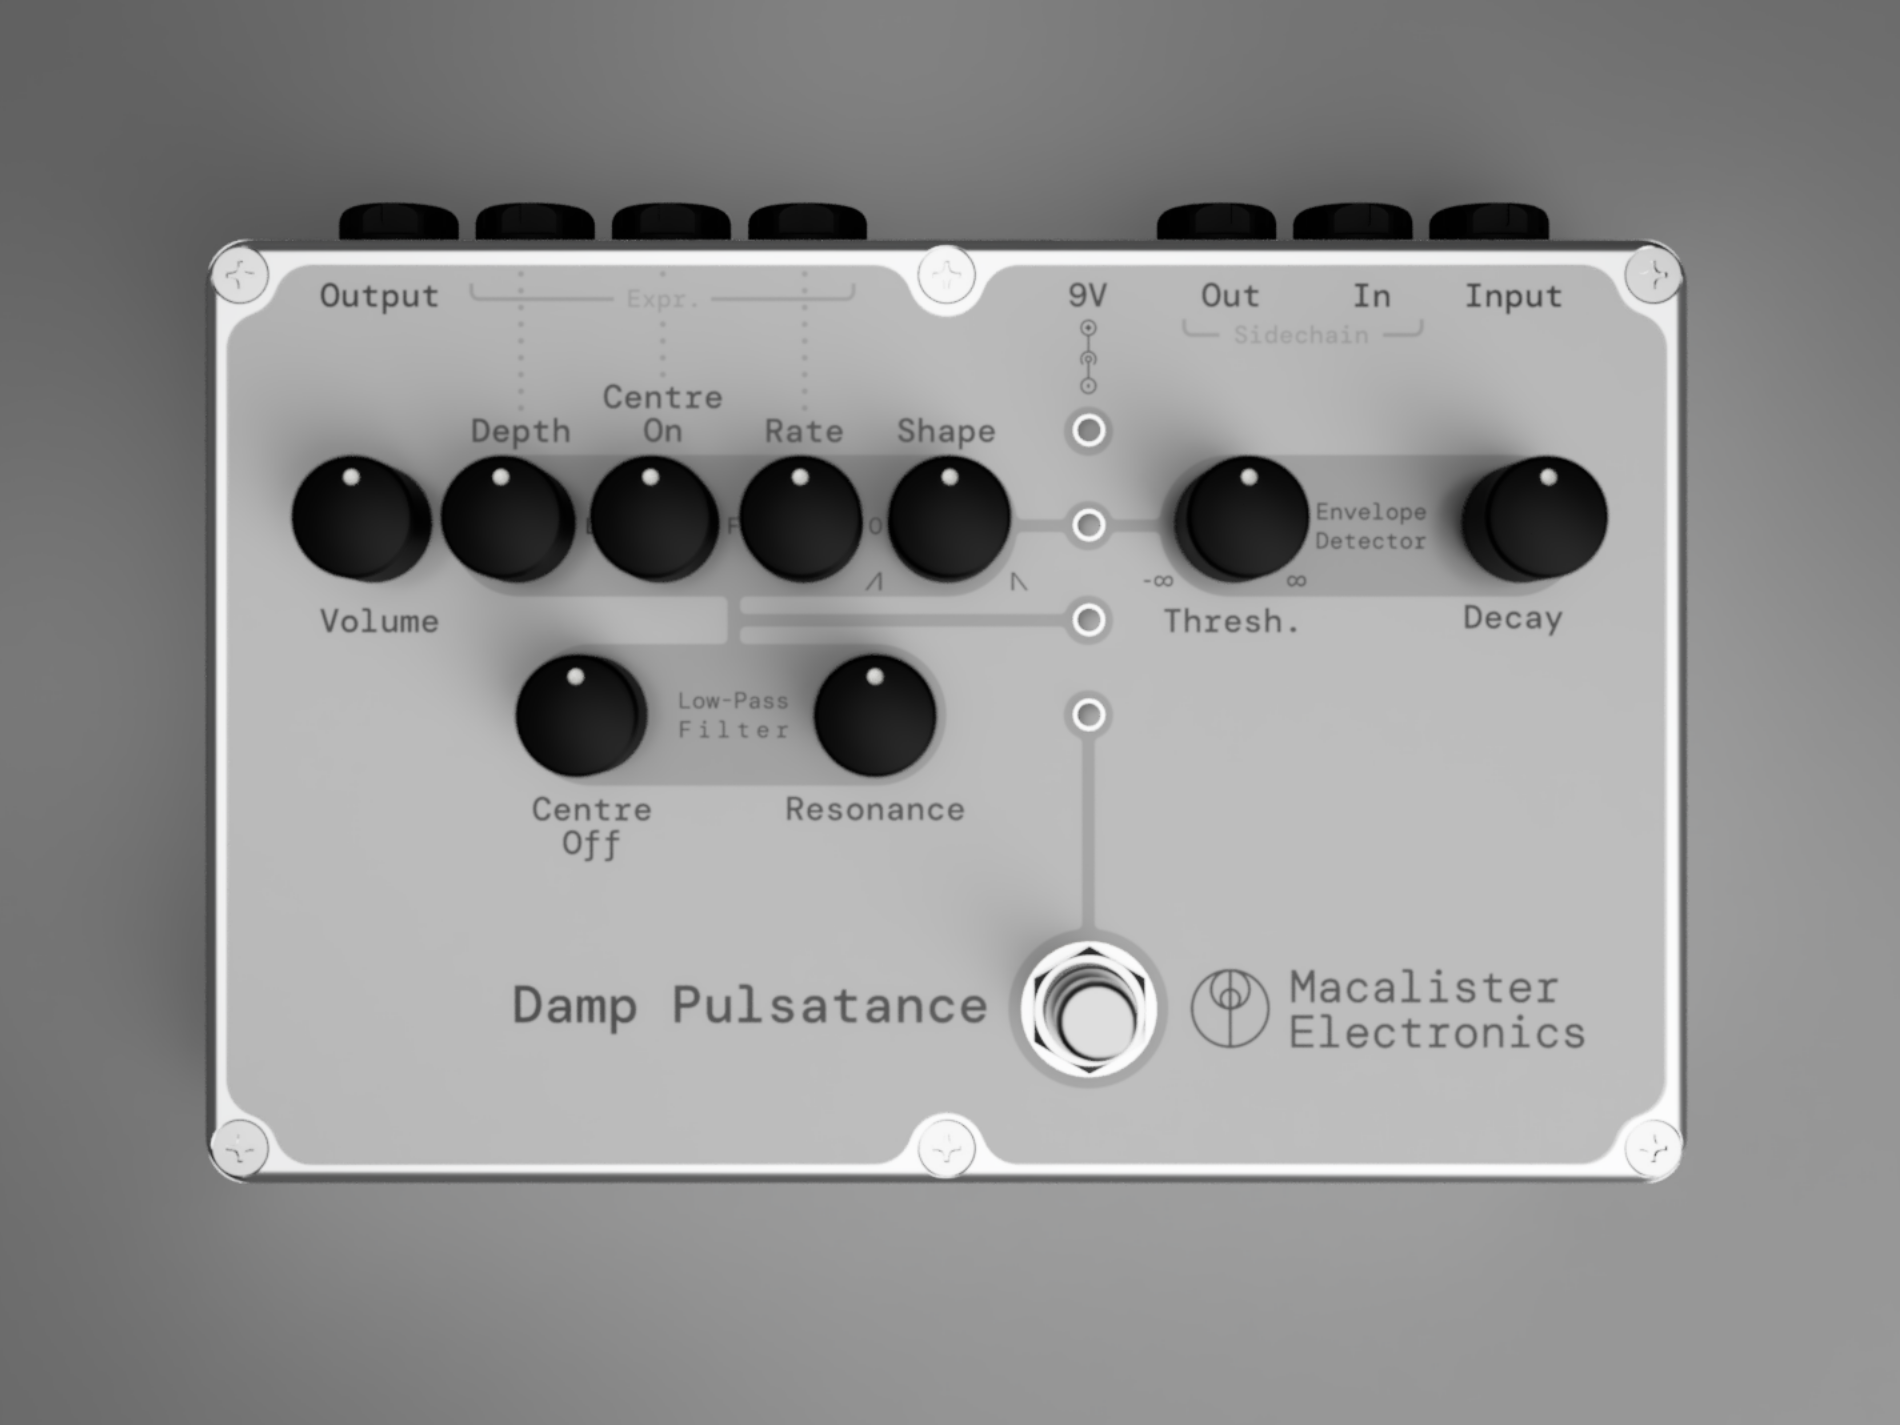 Output
Expr.
9V
Out
In
Input
Sidechain
Centre
Depth
On
Rate
Shape
Envelope
Detector
-∞
∞
Volume
Thresh.
Decay
Low-Pass
Filter
Centre
Off
Resonance
Damp Pulsatance
Macalister
Electronics